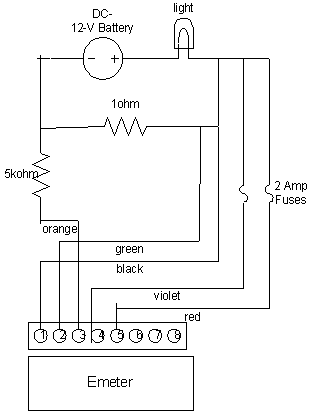 DC-
12-V Battery
light
- +
1ohm
5kohm
2 Amp
Fuses
orange
green
black
violet
red
1 2 3 4 5 6 7 8
Emeter